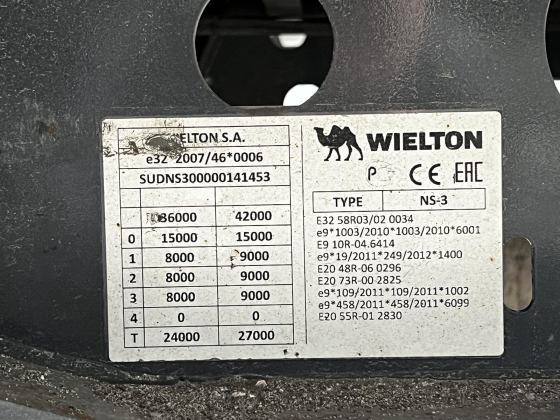 WIELTON S.A.
e32*2007/46*0006
SUDNS300000141453
36000 42000
0 15000 15000
1 8000 9000
2 8000 9000
3 8000 9000
4 0 0
T 24000 27000
WIELTON
P CE EAC
TYPE NS-3
E32 58R03/02 0034
e9*1003/2010*1003/2010*6001
E9 10R-04.6414
e9*19/2011*249/2012*1400
E20 48R-06 0296
E20 73R-00 2825
e9*109/2011*109/2011*1002
e9*458/2011*458/2011*6099
E20 55R-01 2830